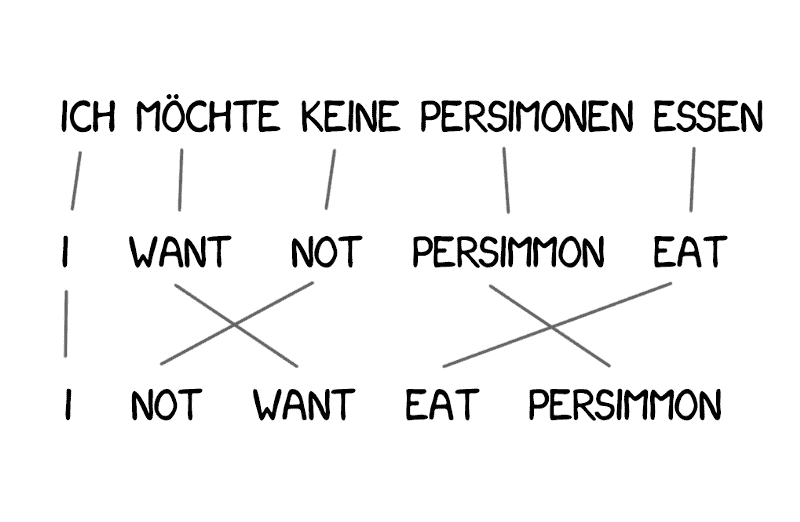 ICH MÖCHTE KEINE PERSIMONEN ESSEN
I WANT NOT PERSIMMON EAT
I NOT WANT EAT PERSIMMON